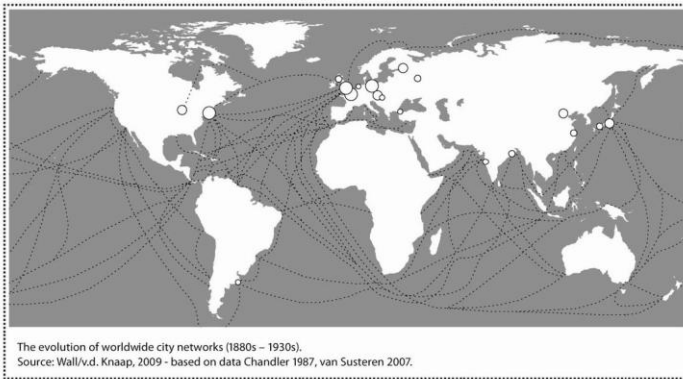 The evolution of worldwide city networks (1880s – 1930s).
Source: Wall/v.d. Knaap, 2009 - based on data Chandler 1987, van Susteren 2007.